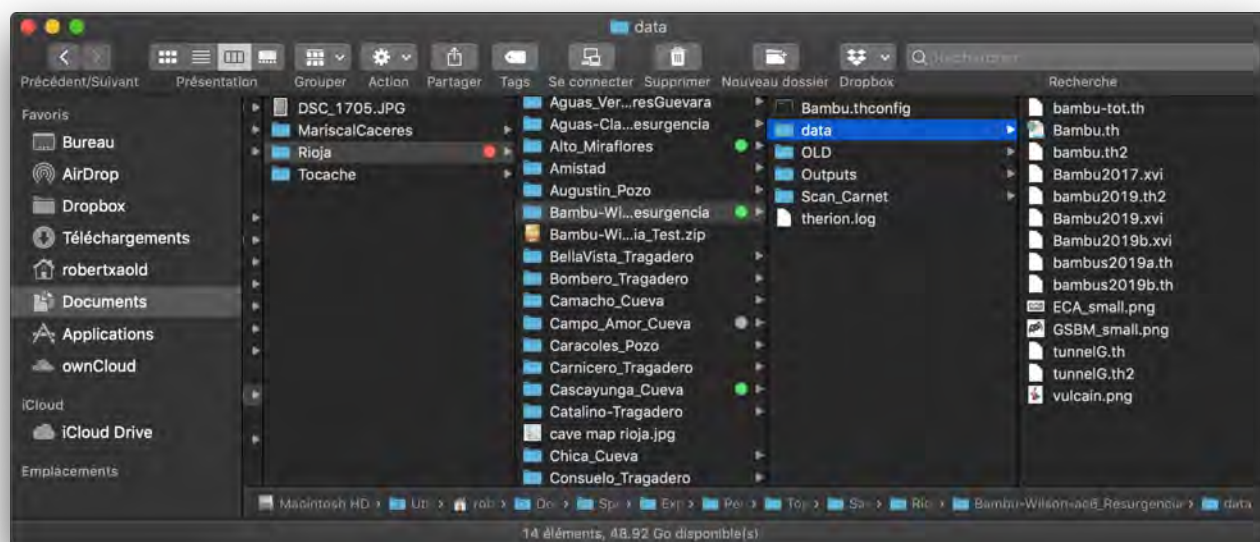 data
Précédent/Suivant Présentation Grouper Action Partager Tags Se connecter Supprimer Nouveau dossier Dropbox Recherche
Favoris
Bureau
AirDrop
Dropbox
Téléchargements
robertxaold
Documents
Applications
ownCloud
iCloud
iCloud Drive
Emplacements
DSC_1705.JPG
MariscalCaceres
Rioja
Tocache
Aguas_Ver...resGuevara
Aguas-Cla...esurgencia
Alto_Miraflores
Amistad
Augustin_Pozo
Bambu-Wi...esurgencia
Bambu-Wi...ia_Test.zip
BellaVista_Tragadero
Bombero_Tragadero
Camacho_Cueva
Campo_Amor_Cueva
Caracoles_Pozo
Carnicero_Tragadero
Cascayunga_Cueva
Catalino-Tragadero
cave map rioja.jpg
Chica_Cueva
Consuelo_Tragadero
Bambu.thconfig
data
OLD
Outputs
Scan_Carnet
therion.log
bambu-tot.th
Bambu.th
bambu.th2
Bambu2017.xvi
bambu2019.th2
Bambu2019.xvi
Bambu2019b.xvi
bambus2019a.th
bambus2019b.th
ECA_small.png
GSBM_small.png
tunnelG.th
tunnelG.th2
vulcain.png
Macintosh HD data
14 éléments, 48.92 Go disponible(s)